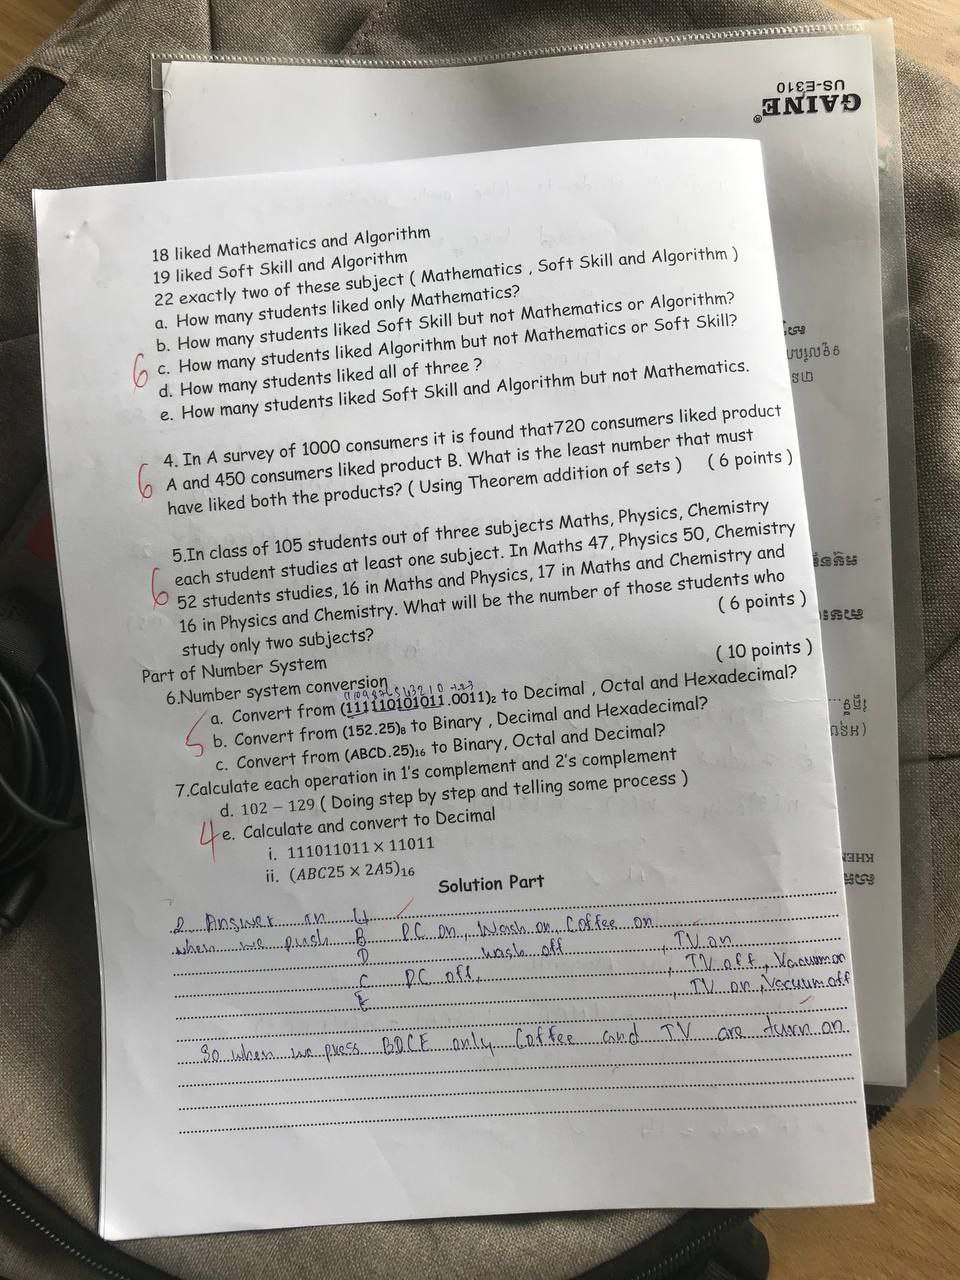 GAINE®
US-E310
18 liked Mathematics and Algorithm
19 liked Soft Skill and Algorithm
22 exactly two of these subject ( Mathematics , Soft Skill and Algorithm )
a. How many students liked only Mathematics?
b. How many students liked Soft Skill but not Mathematics or Algorithm?
c. How many students liked Algorithm but not Mathematics or Soft Skill?
6
d. How many students liked all of three ?
e. How many students liked Soft Skill and Algorithm but not Mathematics.
4. In A survey of 1000 consumers it is found that720 consumers liked product
6
A and 450 consumers liked product B. What is the least number that must
have liked both the products? ( Using Theorem addition of sets ) ( 6 points )
5.In class of 105 students out of three subjects Maths, Physics, Chemistry
each student studies at least one subject. In Maths 47, Physics 50, Chemistry
6
52 students studies, 16 in Maths and Physics, 17 in Maths and Chemistry and
16 in Physics and Chemistry. What will be the number of those students who
study only two subjects? ( 6 points )
Part of Number System
6.Number system conversion ( 10 points )
a. Convert from (111110101011.0011)₂ to Decimal , Octal and Hexadecimal?
5
b. Convert from (152.25)₈ to Binary , Decimal and Hexadecimal?
c. Convert from (ABCD.25)₁₆ to Binary, Octal and Decimal?
7.Calculate each operation in 1's complement and 2's complement
d. 102 – 129 ( Doing step by step and telling some process )
4
e. Calculate and convert to Decimal
i. 111011011 × 11011
ii. (ABC25 × 2A5)₁₆
Solution Part
2 Answer in 4
when we push B PC on, Wash on, Coffee on
D wash off , TV on
C PC off, , TV off, Vacuum on
E , TV on, Vacuum off
So when we press BDCE only Coffee and TV are turn on.